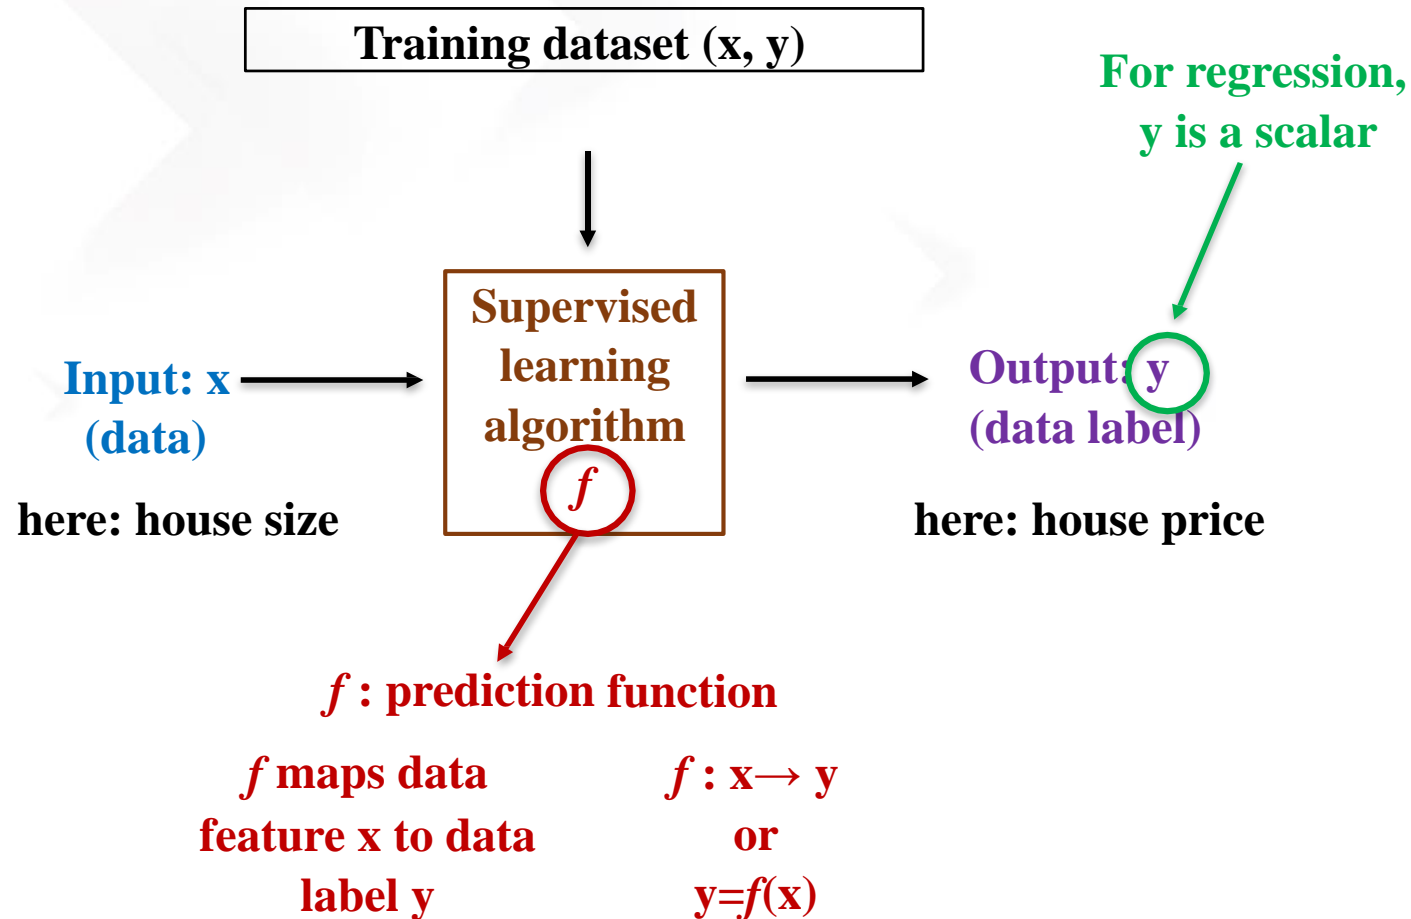 Training dataset (x, y)
For regression,
y is a scalar
Supervised
learning
algorithm
f
Input: x
(data)
here: house size
Output: y
(data label)
here: house price
f : prediction function
f maps data
feature x to data
label y
f : x→ y
or
y=f(x)